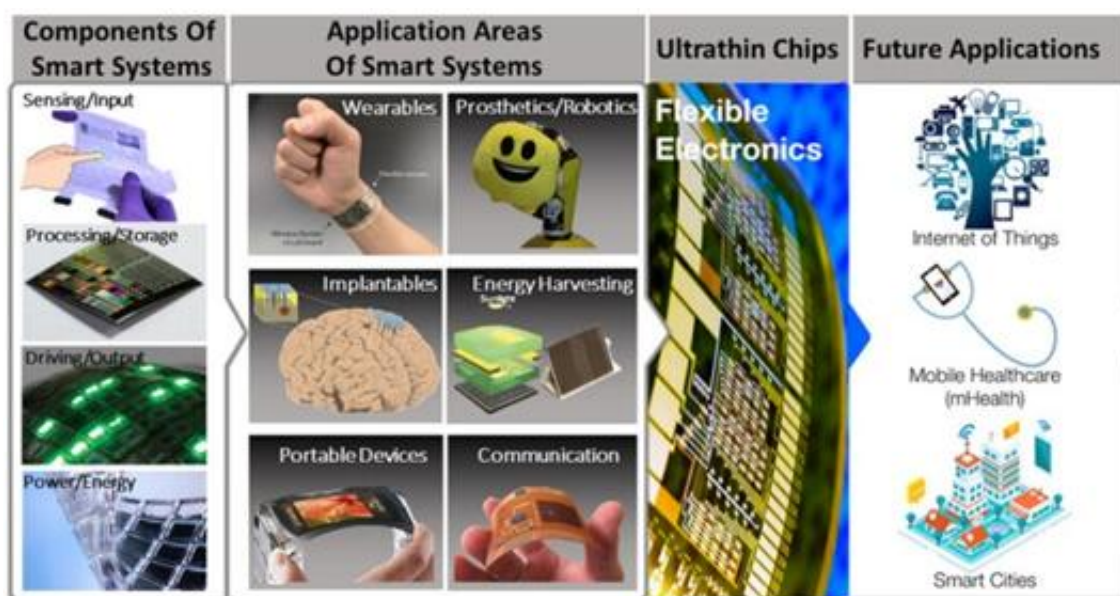 Components Of
Smart Systems
Application Areas
Of Smart Systems
Ultrathin Chips
Future Applications
Sensing/Input
Processing/Storage
Driving/Output
Power/Energy
Wearables
Prosthetics/Robotics
Implantables
Energy Harvesting
Portable Devices
Communication
Flexible
Electronics
Internet of Things
Mobile Healthcare
(mHealth)
Smart Cities